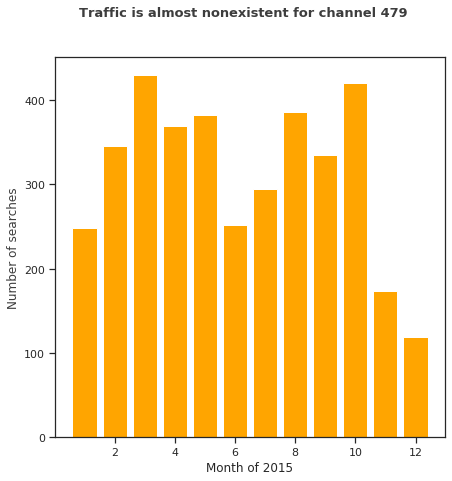 Traffic is almost nonexistent for channel 479
Number of searches
400
300
200
100
0
2 4 6 8 10 12
Month of 2015